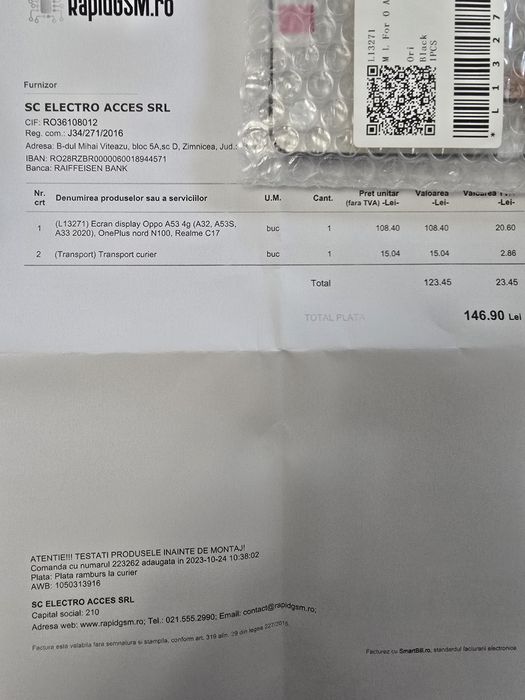 RapidGSM.ro
Furnizor
SC ELECTRO ACCES SRL
CIF: RO36108012
Reg. com.: J34/271/2016
Adresa: B-dul Mihai Viteazu, bloc 5A,sc D, Zimnicea, Jud.:
IBAN: RO28RZBR0000060018944571
Banca: RAIFFEISEN BANK
L13271
M L For O A
Ori
Black
1PCS
* L 1 3 2 7
Nr. crt Denumirea produselor sau a serviciilor U.M. Cant. Pret unitar (fara TVA) -Lei- Valoarea -Lei- Valoarea -Lei-
1 (L13271) Ecran display Oppo A53 4g (A32, A53S, buc 1 108.40 108.40 20.60
A33 2020), OnePlus nord N100, Realme C17
2 (Transport) Transport curier buc 1 15.04 15.04 2.86
Total 123.45 23.45
TOTAL PLATA 146.90 Lei
ATENTIE!!! TESTATI PRODUSELE INAINTE DE MONTAJ!
Comanda cu numarul 223262 adaugata in 2023-10-24 10:38:02
Plata: Plata ramburs la curier
AWB: 1050313916
SC ELECTRO ACCES SRL
Capital social: 210
Adresa web: www.rapidgsm.ro; Tel.: 021.555.2990; Email: contact@rapidgsm.ro;
Factura este valabila fara semnatura si stampila, conform art. 319 alin. 29 din legea 227/2015.
Facturez cu SmartBill.ro, standardul facturarii electronice